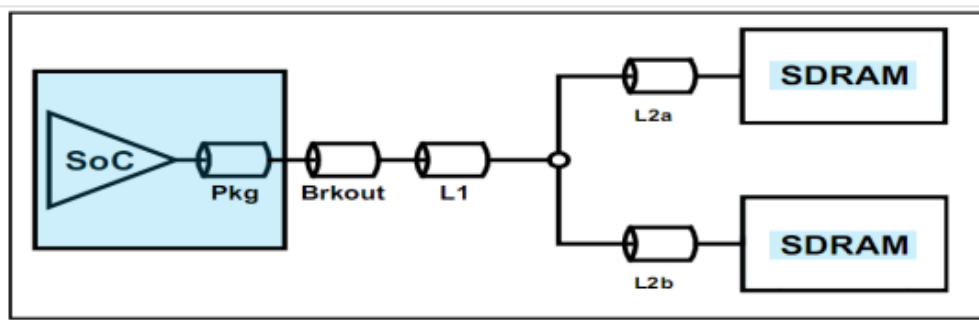 SDRAM
L2a
SoC
Pkg
Brkout
L1
SDRAM
L2b